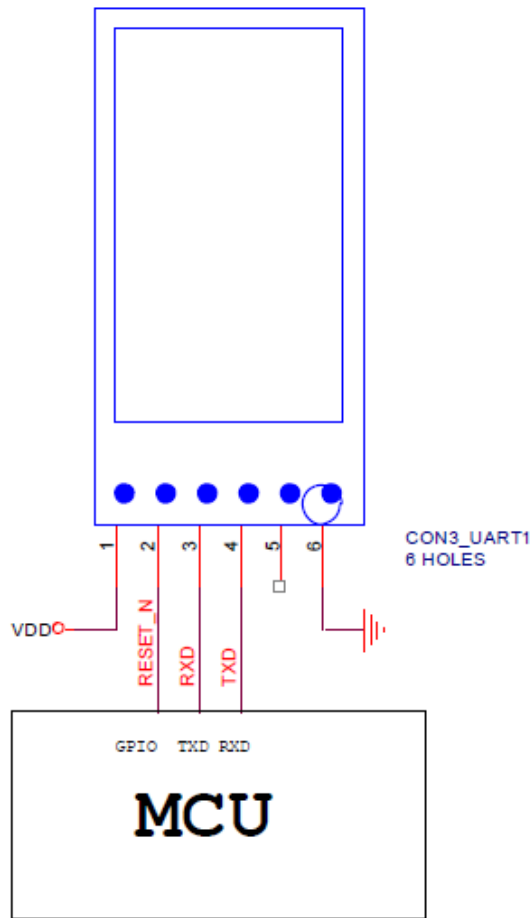 CON3_UART1
6 HOLES
1 2 3 4 5 6
VDD
RESET_N
RXD
TXD
GPIO TXD RXD
MCU